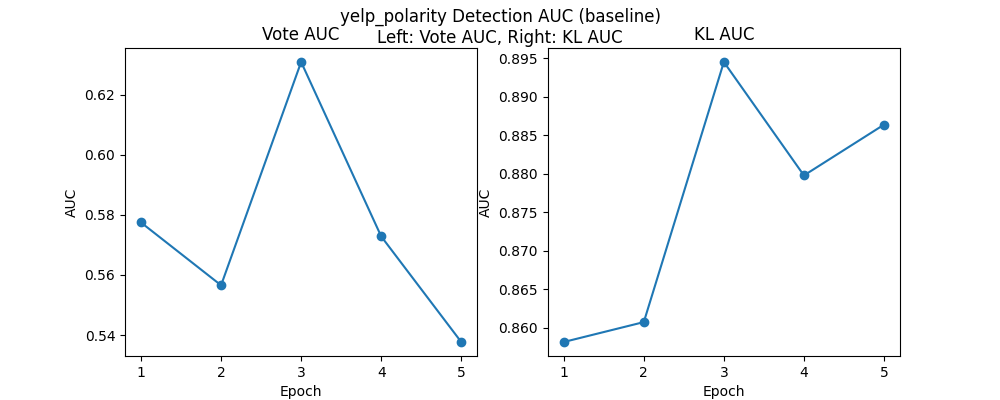 yelp_polarity Detection AUC (baseline)
Left: Vote AUC, Right: KL AUC
Vote AUC
0.62
0.60
0.58
0.56
0.54
AUC
1 2 3 4 5
Epoch
KL AUC
0.895
0.890
0.885
0.880
0.875
0.870
0.865
0.860
AUC
1 2 3 4 5
Epoch